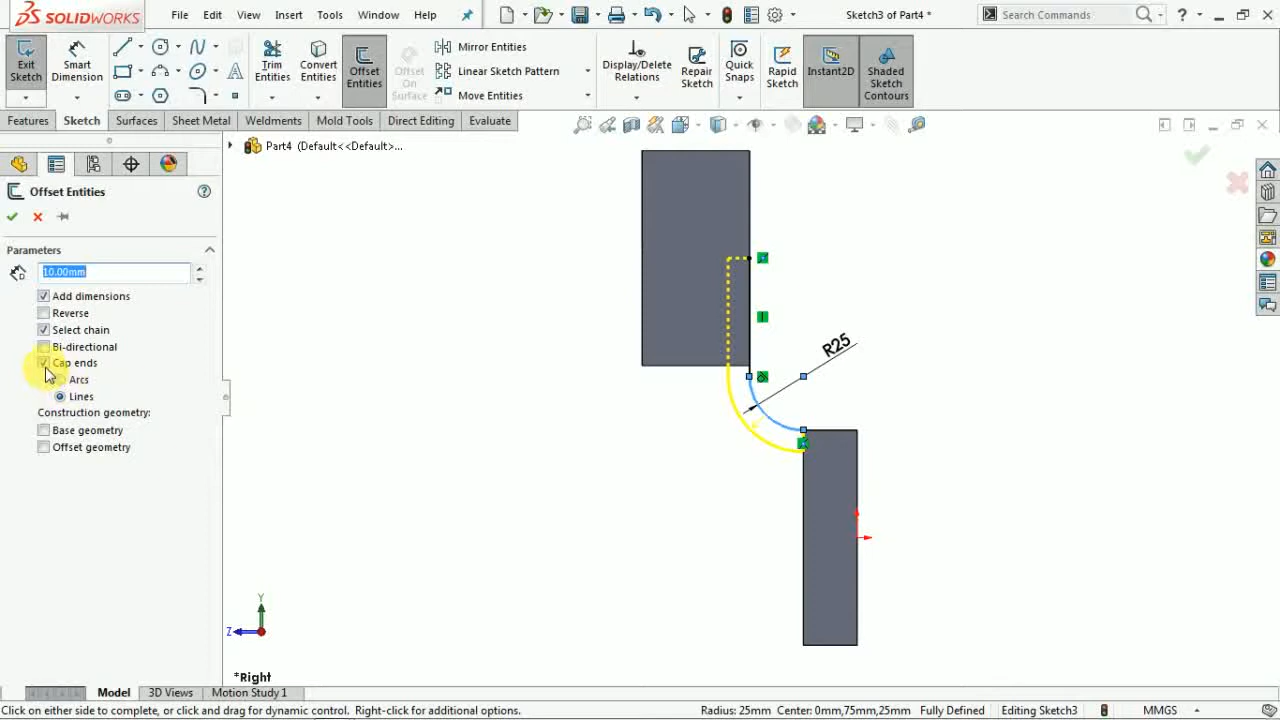 SOLIDWORKS
File Edit View Insert Tools Window Help
Sketch3 of Part4 *
Search Commands
Exit Sketch
Smart Dimension
Trim Entities
Convert Entities
Offset Entities
Offset On Surface
Mirror Entities
Linear Sketch Pattern
Move Entities
Display/Delete Relations
Repair Sketch
Quick Snaps
Rapid Sketch
Instant2D
Shaded Sketch Contours
Features Sketch Surfaces Sheet Metal Weldments Mold Tools Direct Editing Evaluate
Part4 (Default<<Default>...
Offset Entities
Parameters
10.00mm
Add dimensions
Reverse
Select chain
Bi-directional
Cap ends
Arcs
Lines
Construction geometry:
Base geometry
Offset geometry
R25
Y
Z
*Right
Model 3D Views Motion Study 1
Click on either side to complete, or click and drag for dynamic control. Right-click for additional options.
Radius: 25mm Center: 0mm,75mm,25mm Fully Defined Editing Sketch3 MMGS